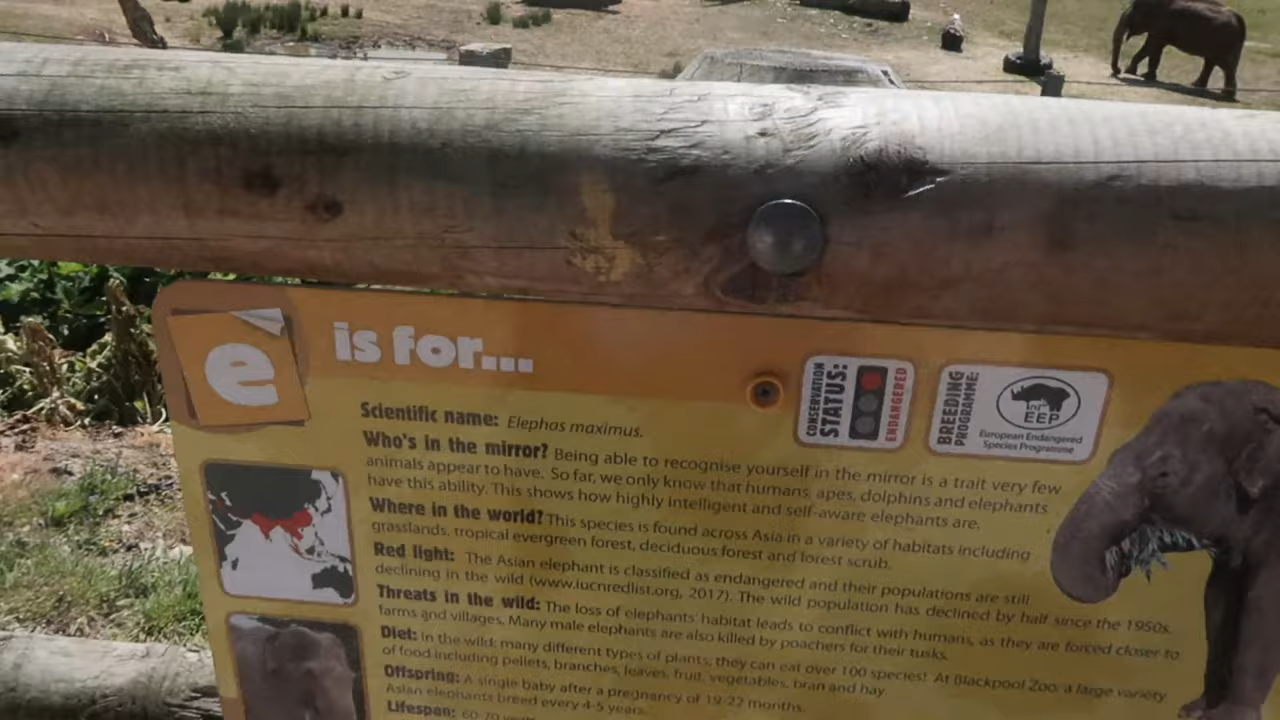 e is for...
CONSERVATION
STATUS:
ENDANGERED
BREEDING
PROGRAMME:
EEP
European Endangered
Species Programme
Scientific name: Elephas maximus.
Who's in the mirror? Being able to recognise yourself in the mirror is a trait very few
animals appear to have. So far, we only know that humans, apes, dolphins and elephants
have this ability. This shows how highly intelligent and self-aware elephants are.
Where in the world? This species is found across Asia in a variety of habitats including
grasslands, tropical evergreen forest, deciduous forest and forest scrub.
Red light: The Asian elephant is classified as endangered and their populations are still
declining in the wild (www.iucnredlist.org, 2017). The wild population has declined by half since the 1950s.
Threats in the wild: The loss of elephants' habitat leads to conflict with humans, as they are forced closer to
farms and villages. Many male elephants are also killed by poachers for their tusks.
Diet: In the wild: many different types of plants; they can eat over 100 species! At Blackpool Zoo: a large variety
of food including pellets, branches, leaves, fruit, vegetables, bran and hay.
Offspring: A single baby after a pregnancy of 19-22 months.
Asian elephants breed every 4-5 years.
Lifespan: 60-70